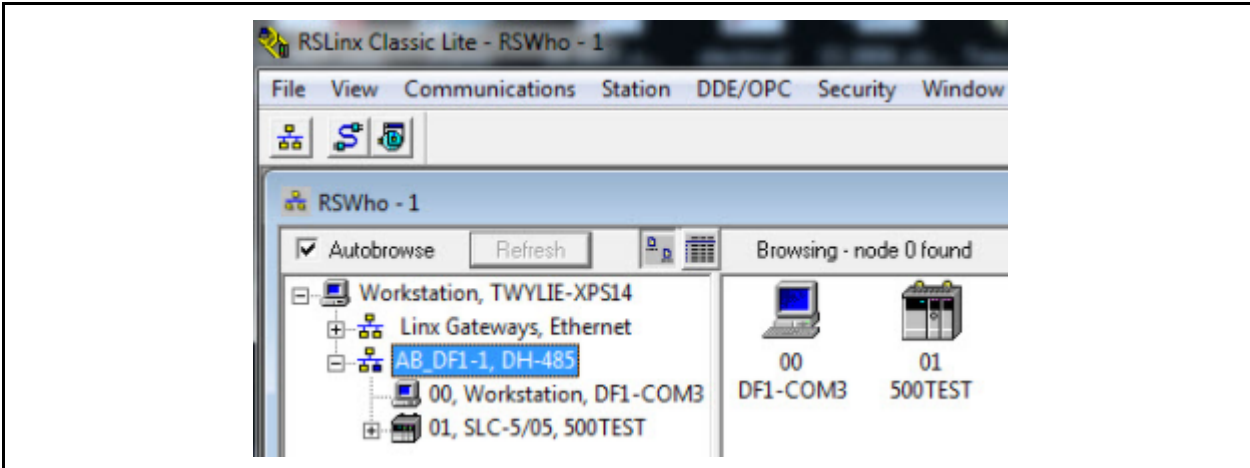 RSLinx Classic Lite - RSWho - 1
File View Communications Station DDE/OPC Security Window
RSWho - 1
Autobrowse Refresh Browsing - node 0 found
Workstation, TWYLIE-XPS14
Linx Gateways, Ethernet
AB_DF1-1, DH-485
00, Workstation, DF1-COM3
01, SLC-5/05, 500TEST
00
DF1-COM3
01
500TEST